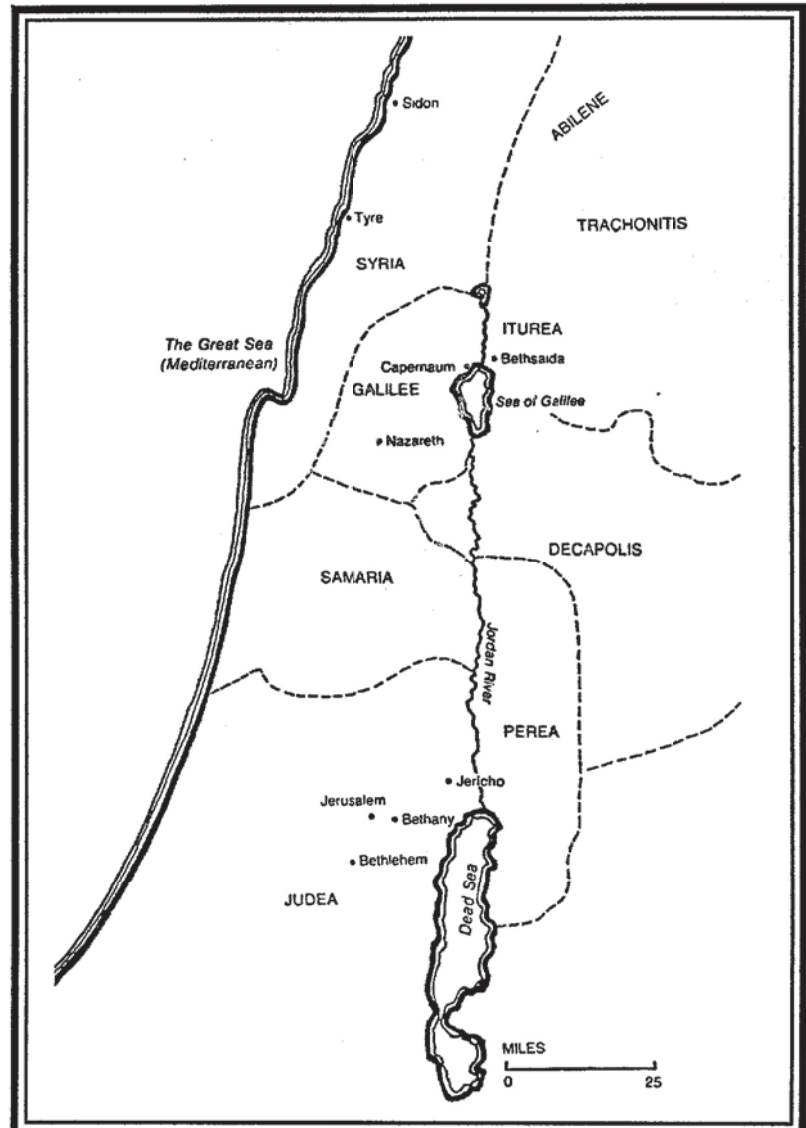 Sidon
ABILENE
Tyre
TRACHONITIS
SYRIA
The Great Sea
(Mediterranean)
ITUREA
Capernaum
Bethsaida
GALILEE
Sea of Galilee
Nazareth
DECAPOLIS
SAMARIA
Jordan River
PEREA
Jericho
Jerusalem
Bethany
Bethlehem
Dead Sea
JUDEA
MILES
0 25